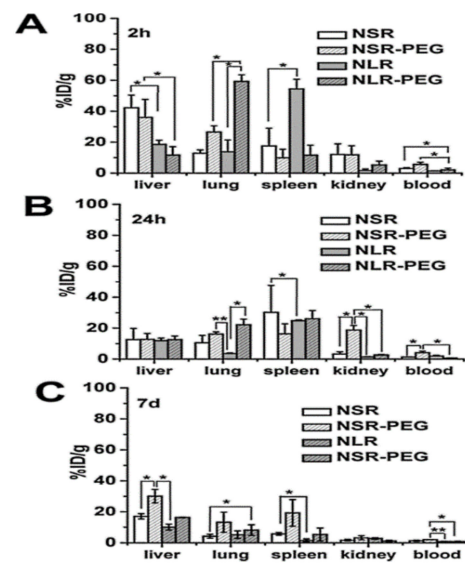 A
2h
NSR
NSR-PEG
NLR
NLR-PEG
%ID/g
100
80
60
40
20
0
* * * * * * *
liver lung spleen kidney blood
B
24h
NSR
NSR-PEG
NLR
NLR-PEG
%ID/g
100
80
60
40
20
0
** * * * * * * *
liver lung spleen kidney blood
C
7d
NSR
NSR-PEG
NLR
NSR-PEG
%ID/g
100
80
60
40
20
0
* * * * * **
liver lung spleen kidney blood